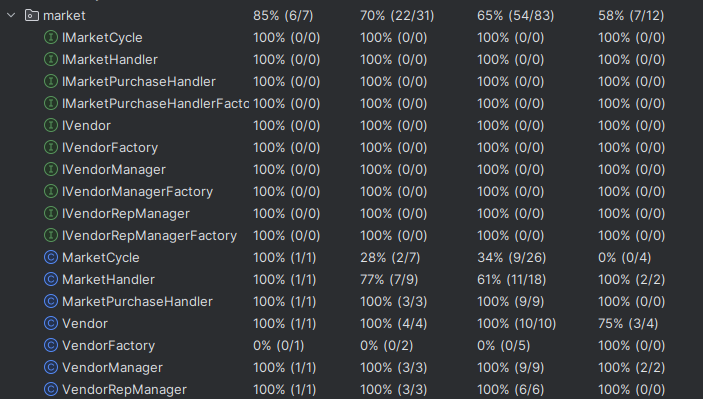 market 85% (6/7) 70% (22/31) 65% (54/83) 58% (7/12)
IMarketCycle 100% (0/0) 100% (0/0) 100% (0/0) 100% (0/0)
IMarketHandler 100% (0/0) 100% (0/0) 100% (0/0) 100% (0/0)
IMarketPurchaseHandler 100% (0/0) 100% (0/0) 100% (0/0) 100% (0/0)
IMarketPurchaseHandlerFacto 100% (0/0) 100% (0/0) 100% (0/0) 100% (0/0)
IVendor 100% (0/0) 100% (0/0) 100% (0/0) 100% (0/0)
IVendorFactory 100% (0/0) 100% (0/0) 100% (0/0) 100% (0/0)
IVendorManager 100% (0/0) 100% (0/0) 100% (0/0) 100% (0/0)
IVendorManagerFactory 100% (0/0) 100% (0/0) 100% (0/0) 100% (0/0)
IVendorRepManager 100% (0/0) 100% (0/0) 100% (0/0) 100% (0/0)
IVendorRepManagerFactory 100% (0/0) 100% (0/0) 100% (0/0) 100% (0/0)
MarketCycle 100% (1/1) 28% (2/7) 34% (9/26) 0% (0/4)
MarketHandler 100% (1/1) 77% (7/9) 61% (11/18) 100% (2/2)
MarketPurchaseHandler 100% (1/1) 100% (3/3) 100% (9/9) 100% (0/0)
Vendor 100% (1/1) 100% (4/4) 100% (10/10) 75% (3/4)
VendorFactory 0% (0/1) 0% (0/2) 0% (0/5) 100% (0/0)
VendorManager 100% (1/1) 100% (3/3) 100% (9/9) 100% (2/2)
VendorRepManager 100% (1/1) 100% (3/3) 100% (6/6) 100% (0/0)